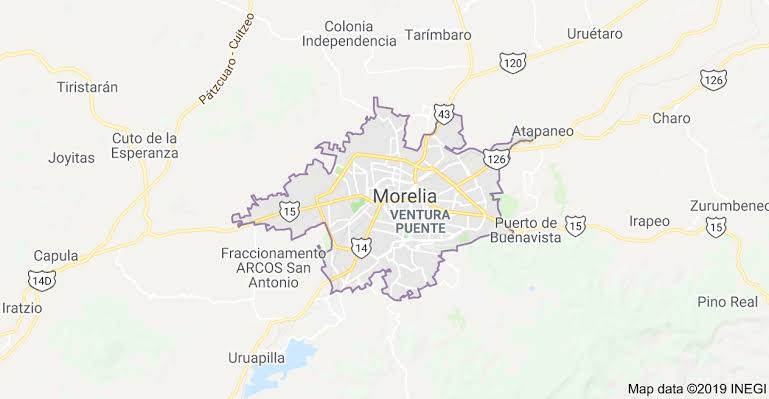 Colonia
Independencia
Tarímbaro
Uruétaro
120
126
Pátzcuaro - Cuitzeo
Tiristarán
43
Charo
Atapaneo
Cuto de la
Esperanza
Joyitas
126
Morelia
VENTURA
PUENTE
Zurumbeneo
15
Puerto de
Buenavista
15
Irapeo
15
14
Capula
Fraccionamento
ARCOS San
Antonio
14D
Iratzio
Pino Real
Uruapilla
Map data ©2019 INEGI